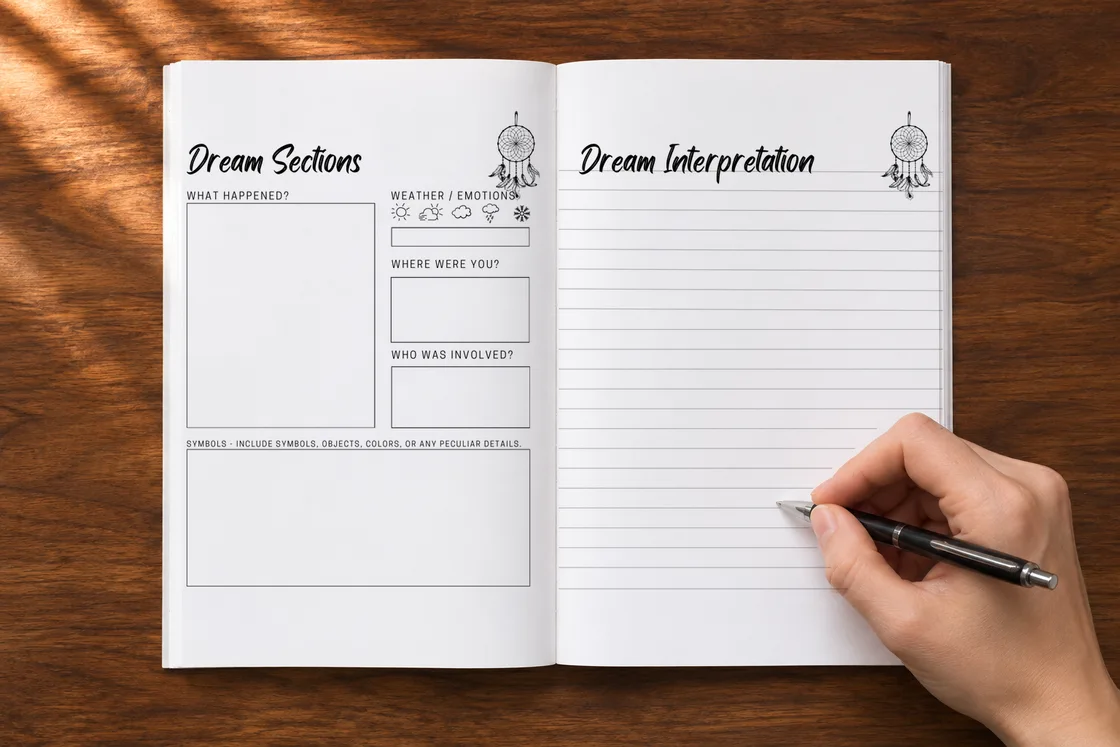 Dream Sections
WHAT HAPPENED?
WEATHER / EMOTIONS
WHERE WERE YOU?
WHO WAS INVOLVED?
SYMBOLS - INCLUDE SYMBOLS, OBJECTS, COLORS, OR ANY PECULIAR DETAILS.
Dream Interpretation